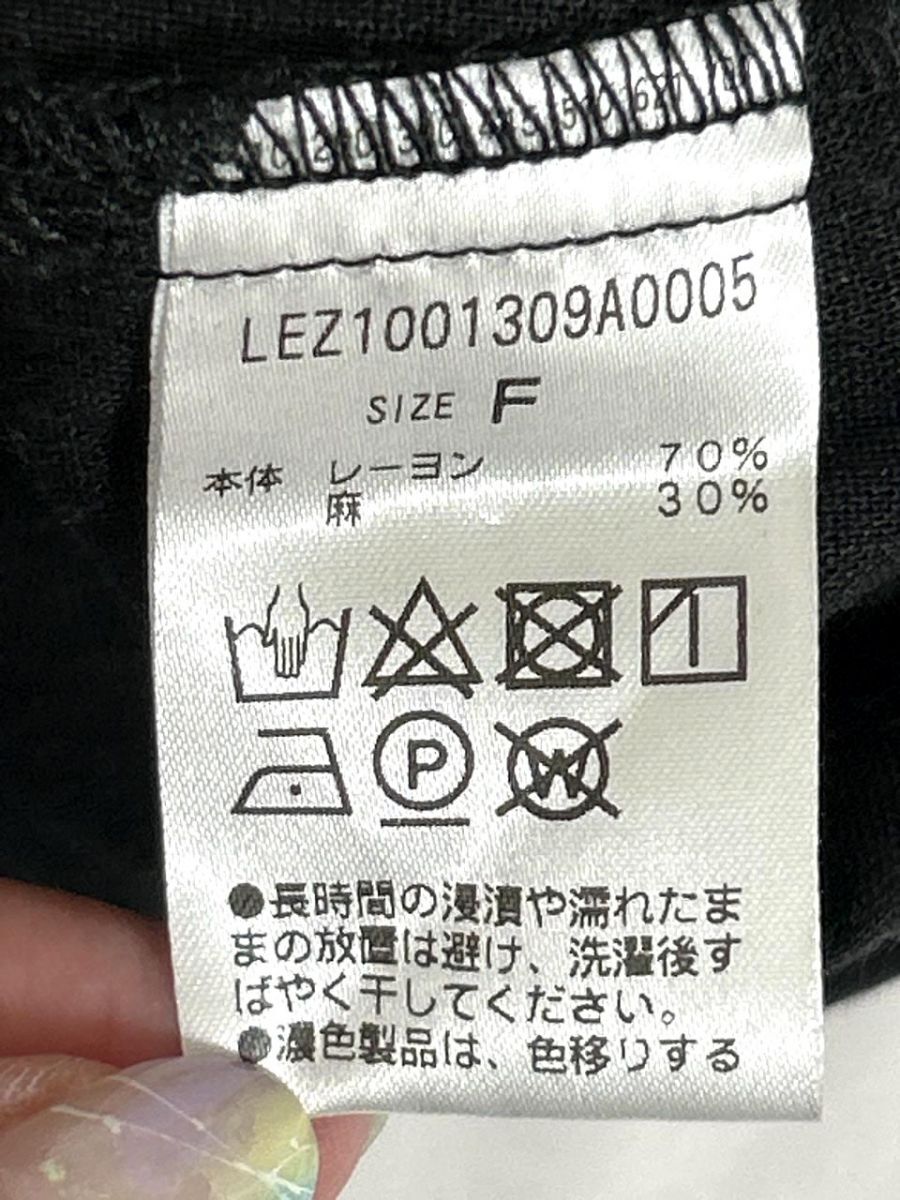 LEZ1001309A0005
SIZE F
本体 レーヨン 70%
麻 30%
P
W
●長時間の浸漬や濡れたま
まの放置は避け、洗濯後す
ばやく干してください。
●濃色製品は、色移りする